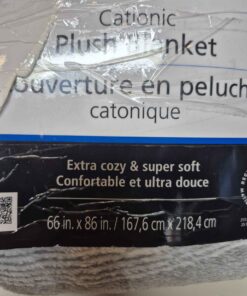 Cationic
Plush Blanket
ouverture en peluch
catonique
Extra cozy & super soft
Confortable et ultra douce
66 in. x 86 in. / 167,6 cm x 218,4 cm